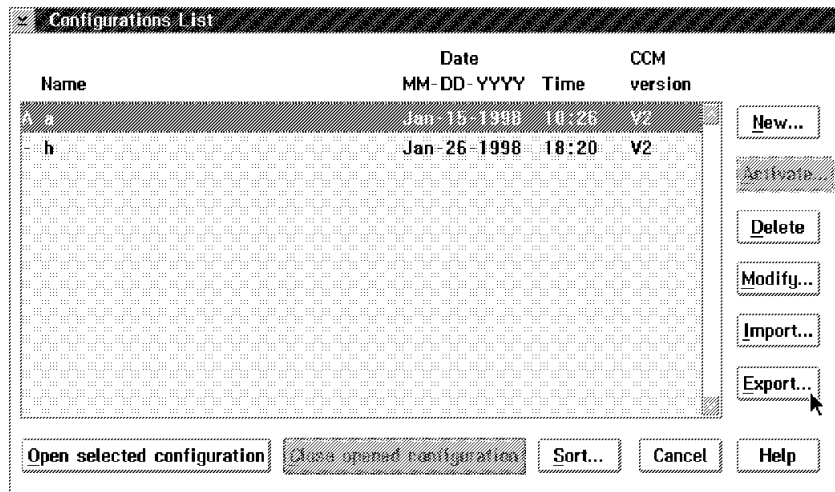 Configurations List
Date CCM
Name MM-DD-YYYY Time version
A a Jan-15-1998 10:26 V2
- h Jan-26-1998 18:20 V2
New...
Activate...
Delete
Modify...
Import...
Export...
Open selected configuration Close opened configuration Sort... Cancel Help